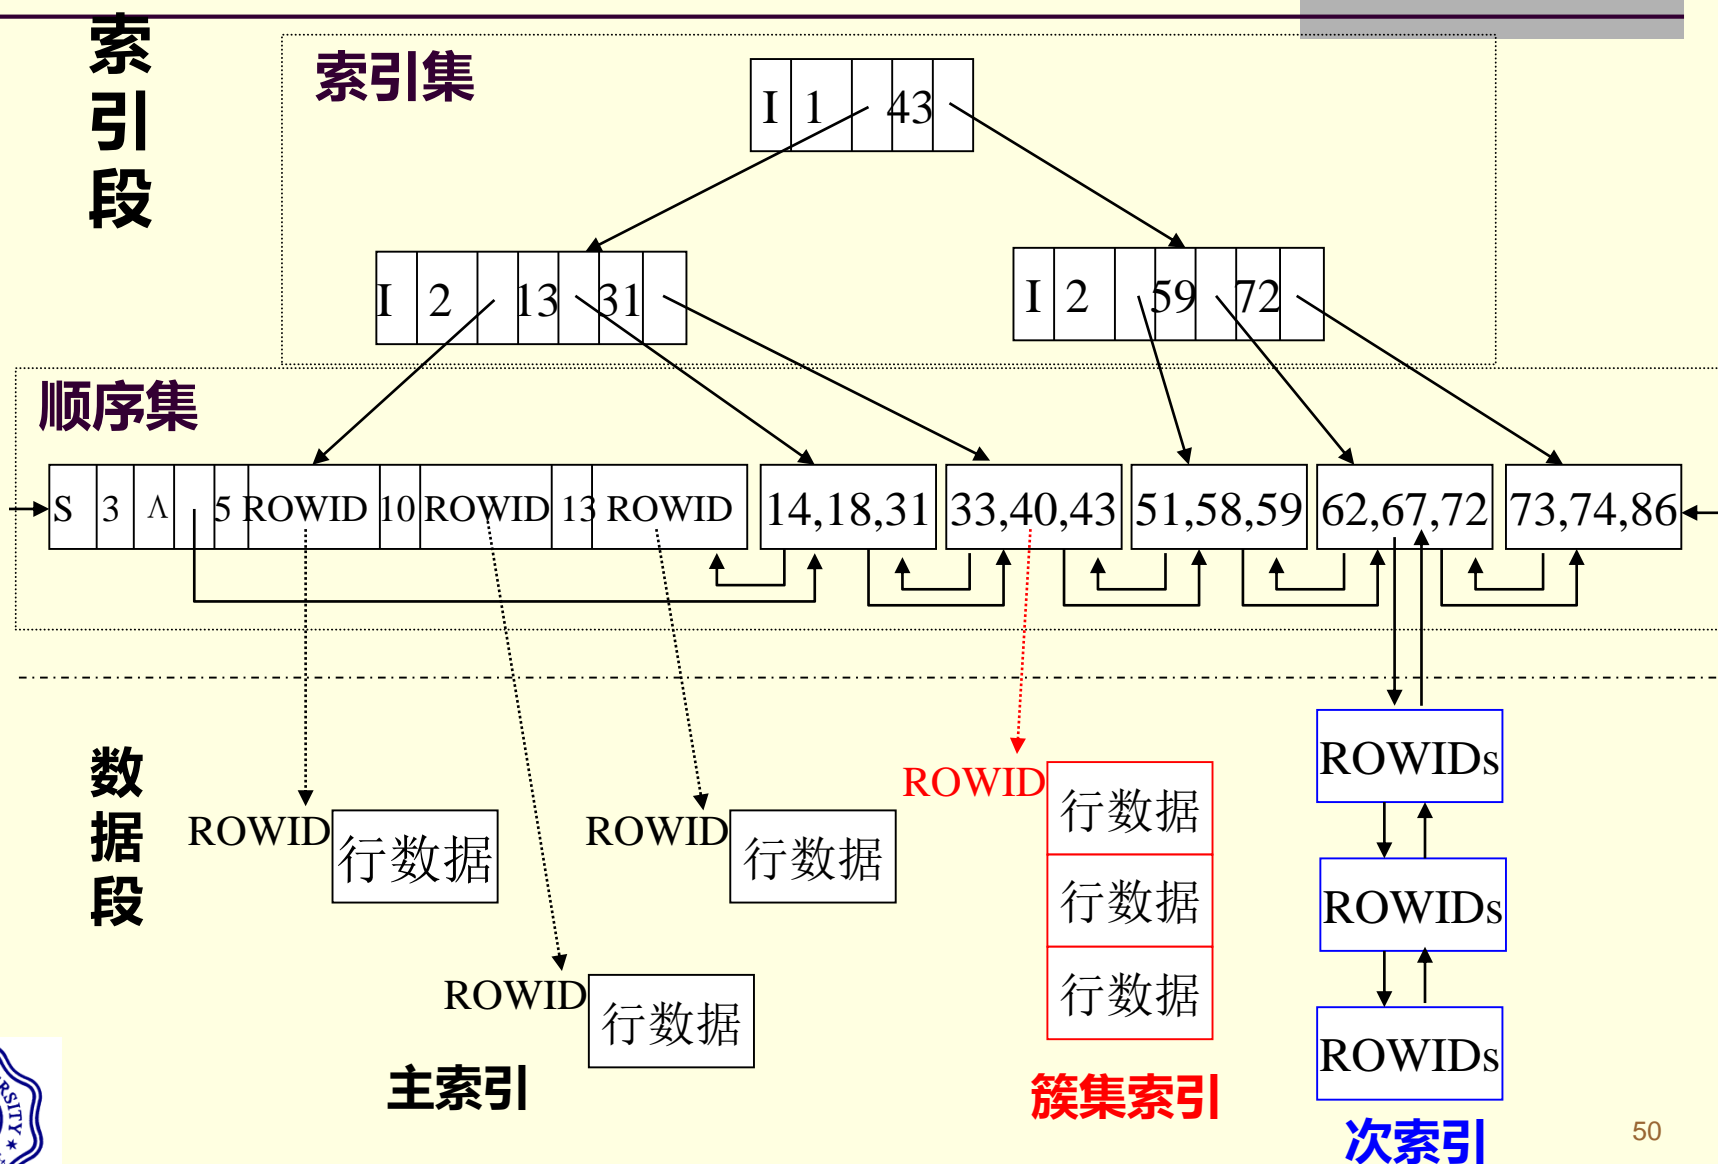 索引段
索引集
I 1 43
I 2 13 31
I 2 59 72
顺序集
S 3 Λ 5 ROWID 10 ROWID 13 ROWID
14,18,31
33,40,43
51,58,59
62,67,72
73,74,86
数据段
ROWID 行数据
ROWID 行数据
ROWID 行数据
主索引
ROWID 行数据
行数据
行数据
簇集索引
ROWIDs
ROWIDs
ROWIDs
次索引
50